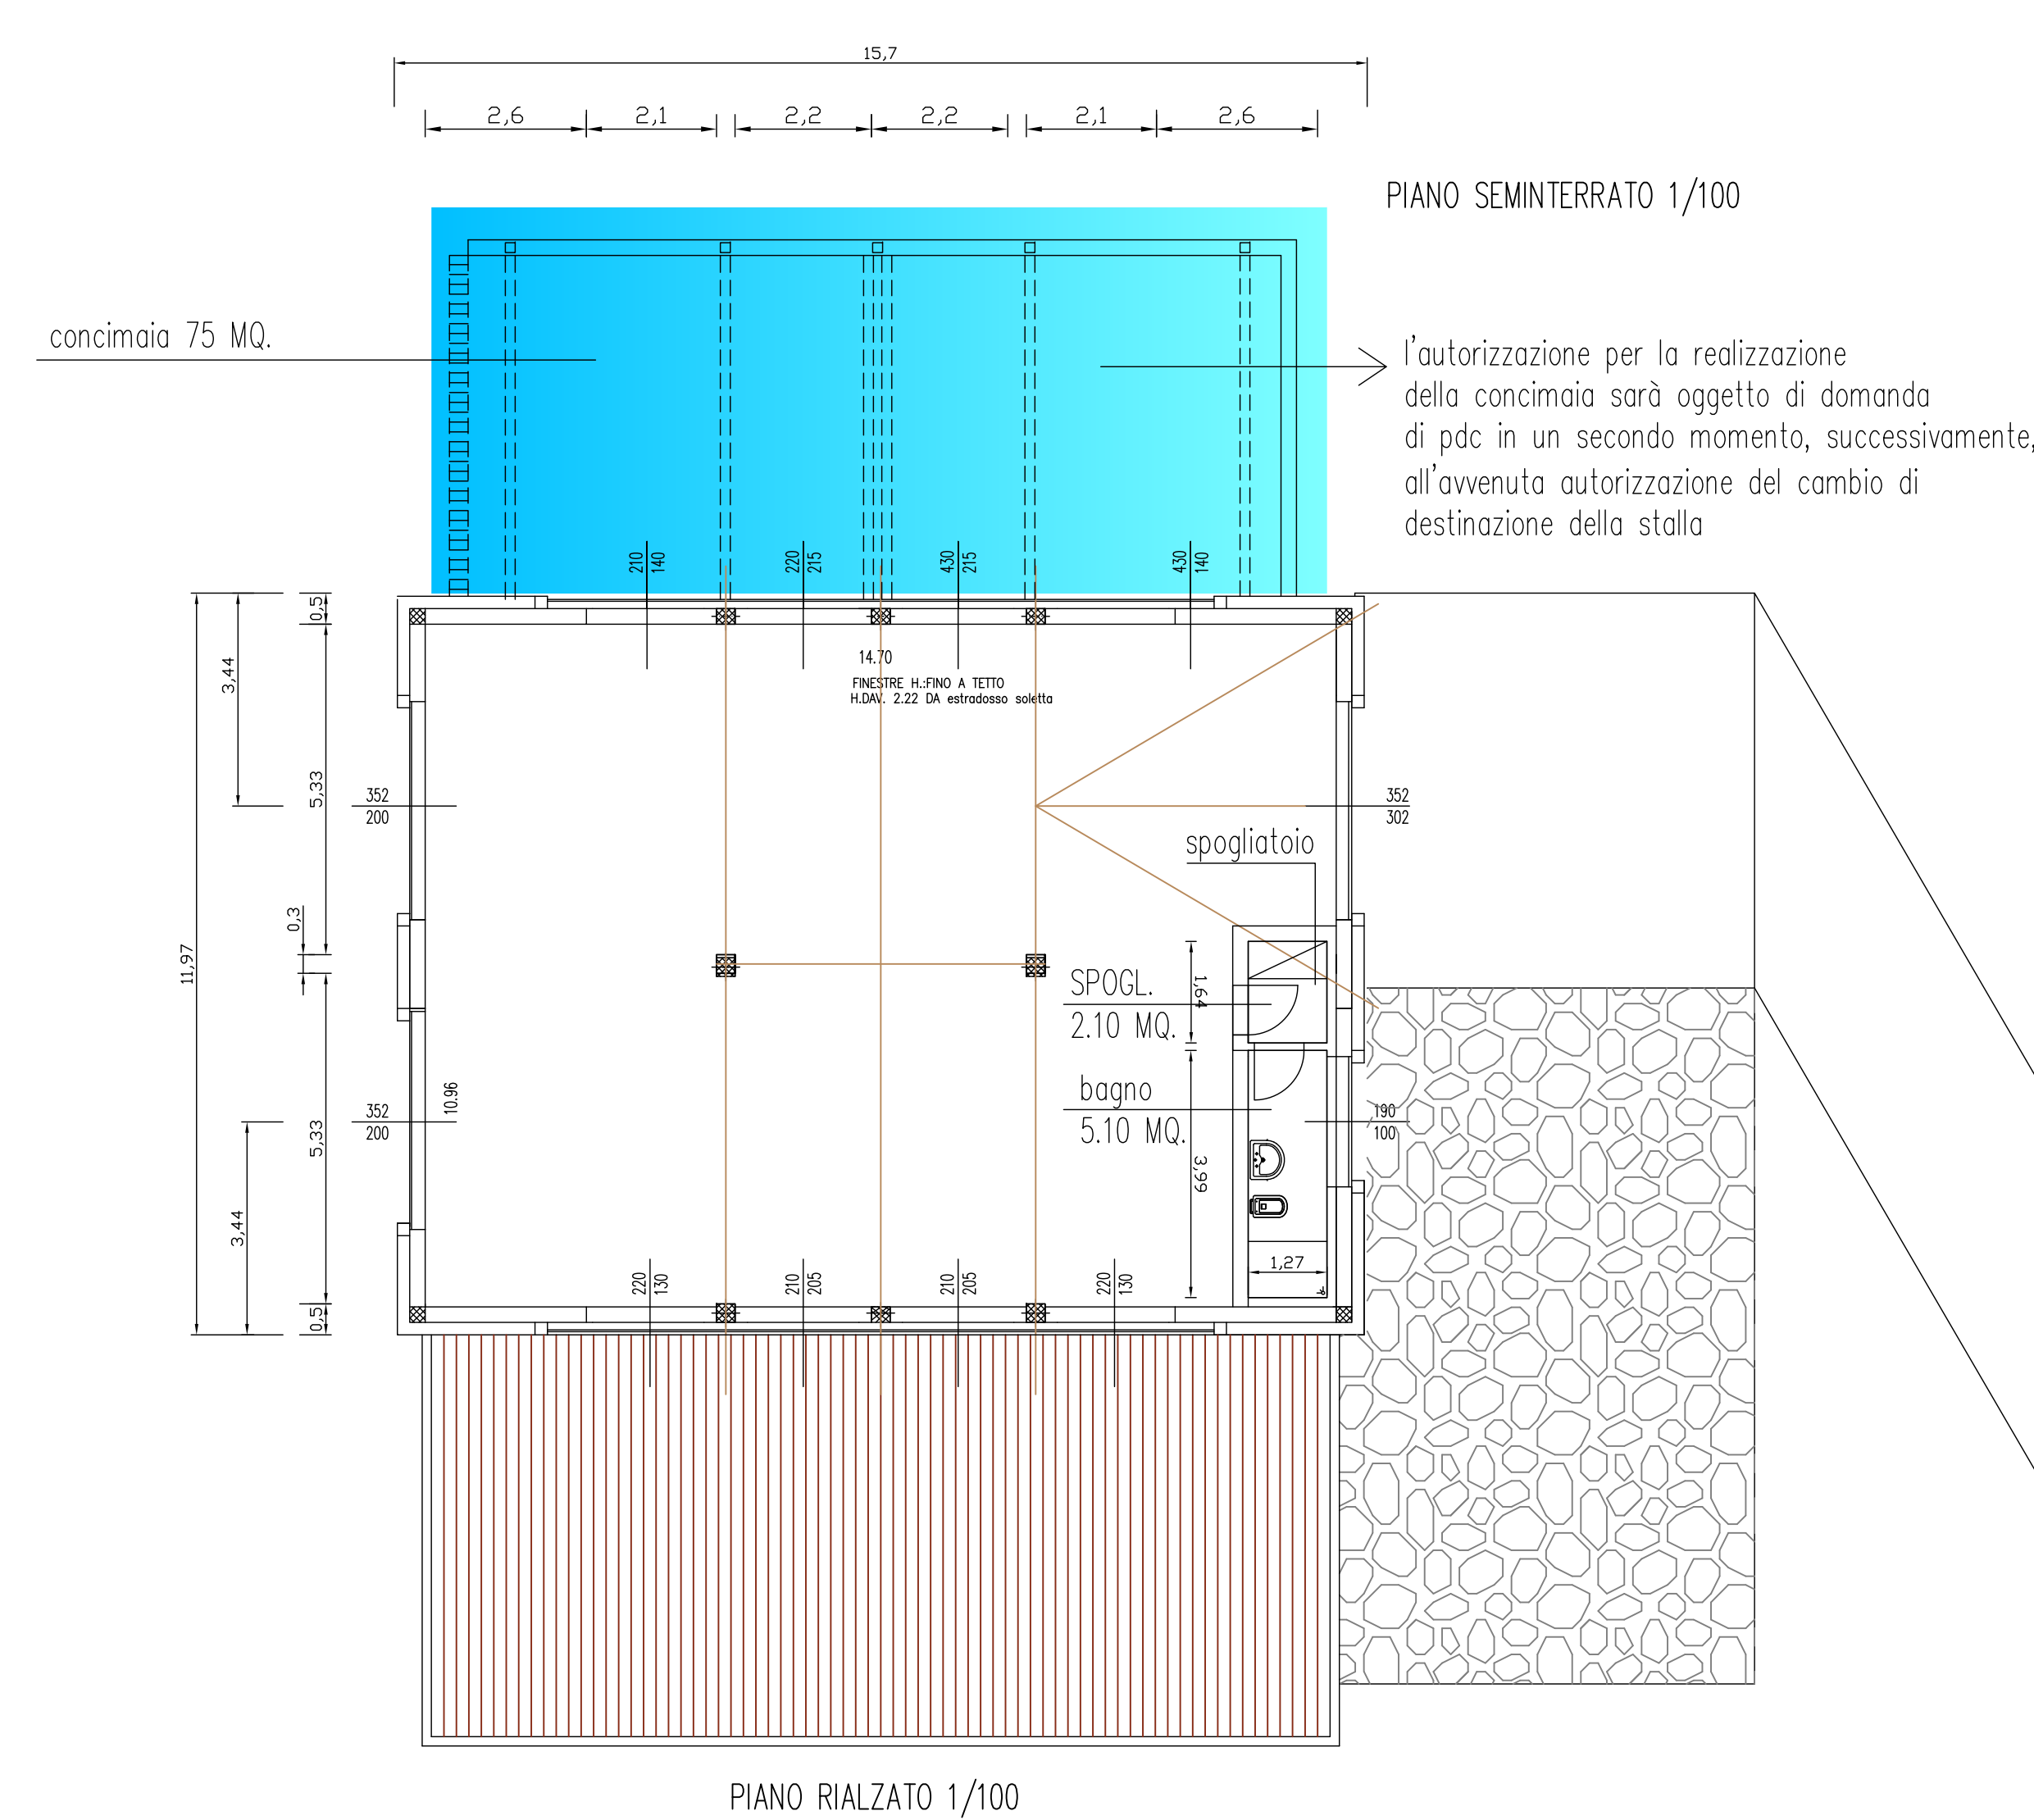 15,7
2,6 2,1 2,2 2,2 2,1 2,6
PIANO SEMINTERRATO 1/100
concimaia 75 MQ.
l'autorizzazione per la realizzazione
della concimaia sarà oggetto di domanda
di pdc in un secondo momento, successivamente,
all'avvenuta autorizzazione del cambio di
destinazione della stalla
210
140
220
215
430
215
430
140
0,5
3,44
5,33
14.70
FINESTRE H.:FINO A TETTO
H.DAV. 2.22 DA estradosso soletta
352
200
352
302
spogliatoio
0,3
11,97
SPOGL.
2.10 MQ.
1,64
bagno
5.10 MQ.
10.96
352
200
190
100
5,33
3,99
3,44
1,27
0,5
220
130
210
205
210
205
220
130
PIANO RIALZATO 1/100